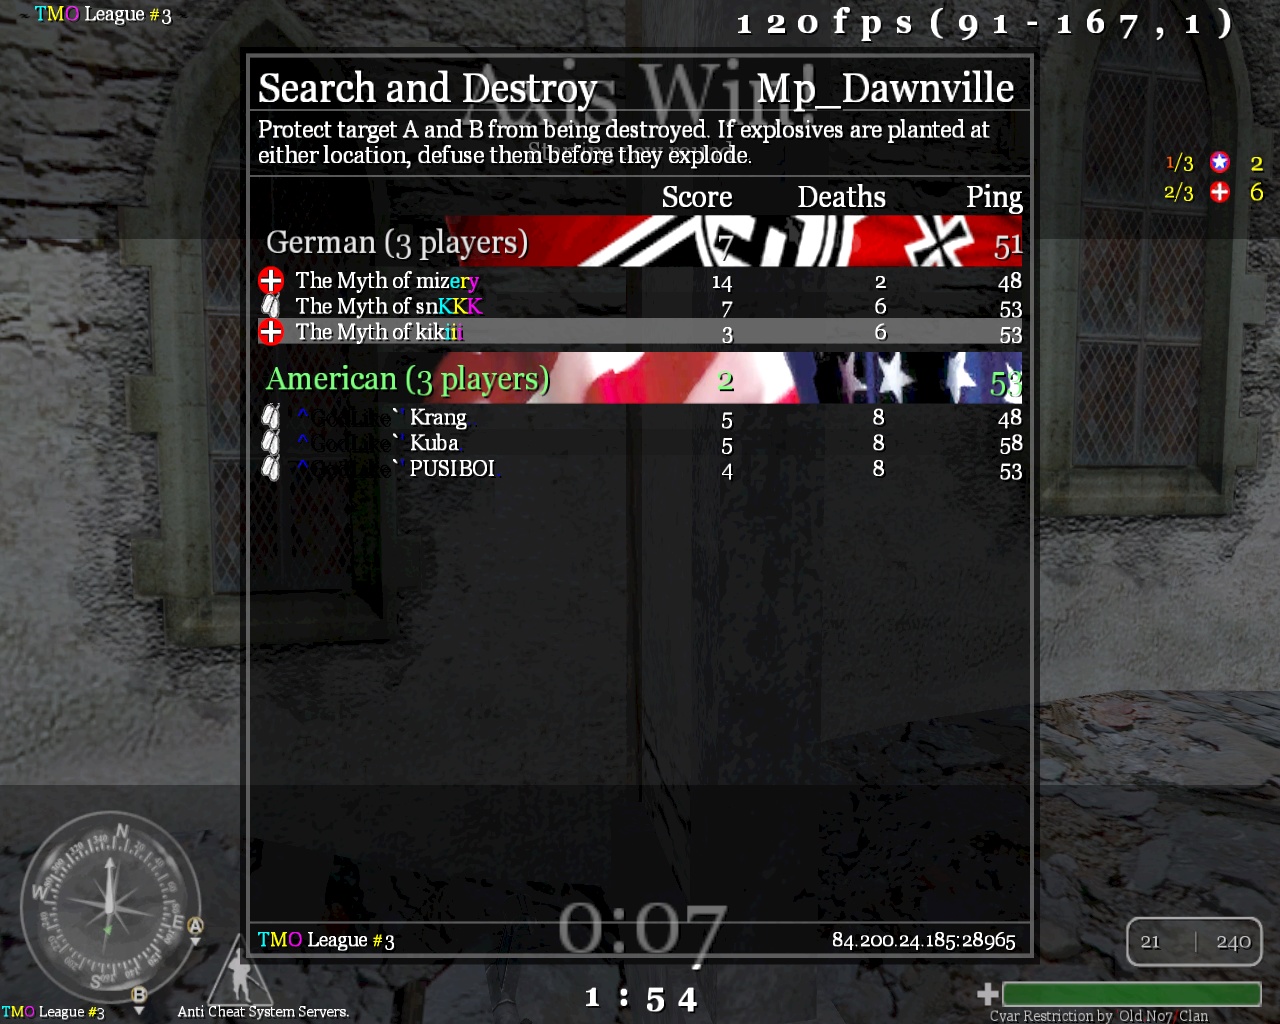 TMO League #3
120fps(91-167,1)
Axis Win!
Search and Destroy Mp_Dawnville
Protect target A and B from being destroyed. If explosives are planted at
either location, defuse them before they explode.
1/3 2
2/3 6
Score Deaths Ping
German (3 players) 7 51
The Myth of mizery 14 2 48
The Myth of snKKK 7 6 53
The Myth of kikiii 3 6 53
American (3 players) 2 53
^GodLike` Krang 5 8 48
^GodLike` Kuba 5 8 58
^GodLike` PUSIBOI 4 8 53
N
W
E
S
A
B
0:07
TMO League #3 84.200.24.185:28965
21 | 240
1:54
TMO League #3
Anti Cheat System Servers.
Cvar Restriction by Old No7 Clan